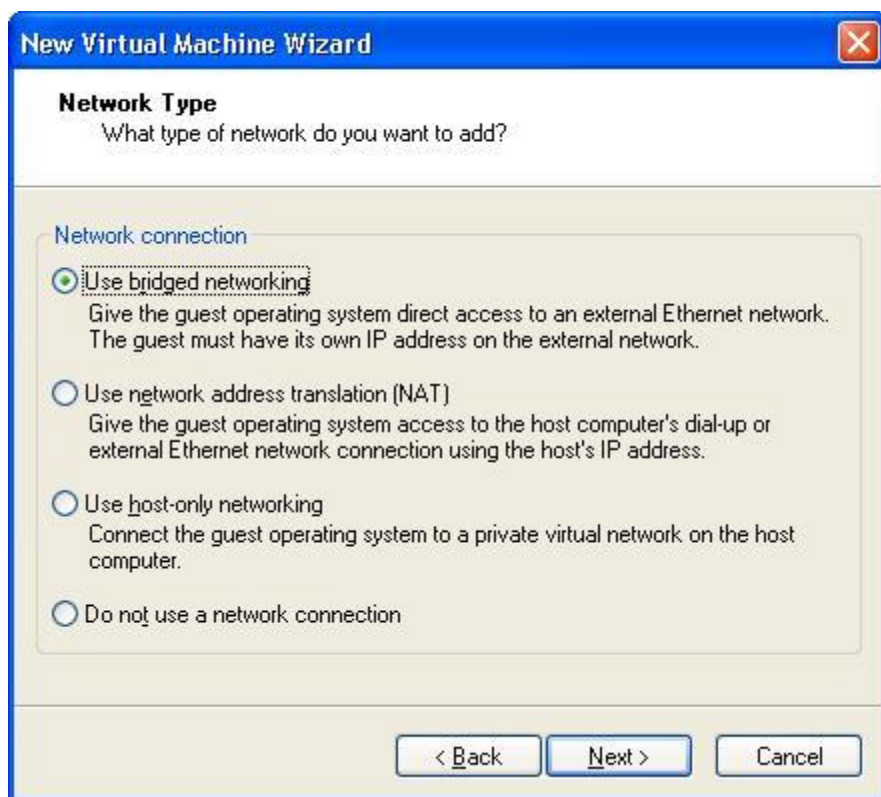 New Virtual Machine Wizard
Network Type
What type of network do you want to add?
Network connection
Use bridged networking
Give the guest operating system direct access to an external Ethernet network.
The guest must have its own IP address on the external network.
Use network address translation (NAT)
Give the guest operating system access to the host computer's dial-up or
external Ethernet network connection using the host's IP address.
Use host-only networking
Connect the guest operating system to a private virtual network on the host
computer.
Do not use a network connection
< Back Next > Cancel